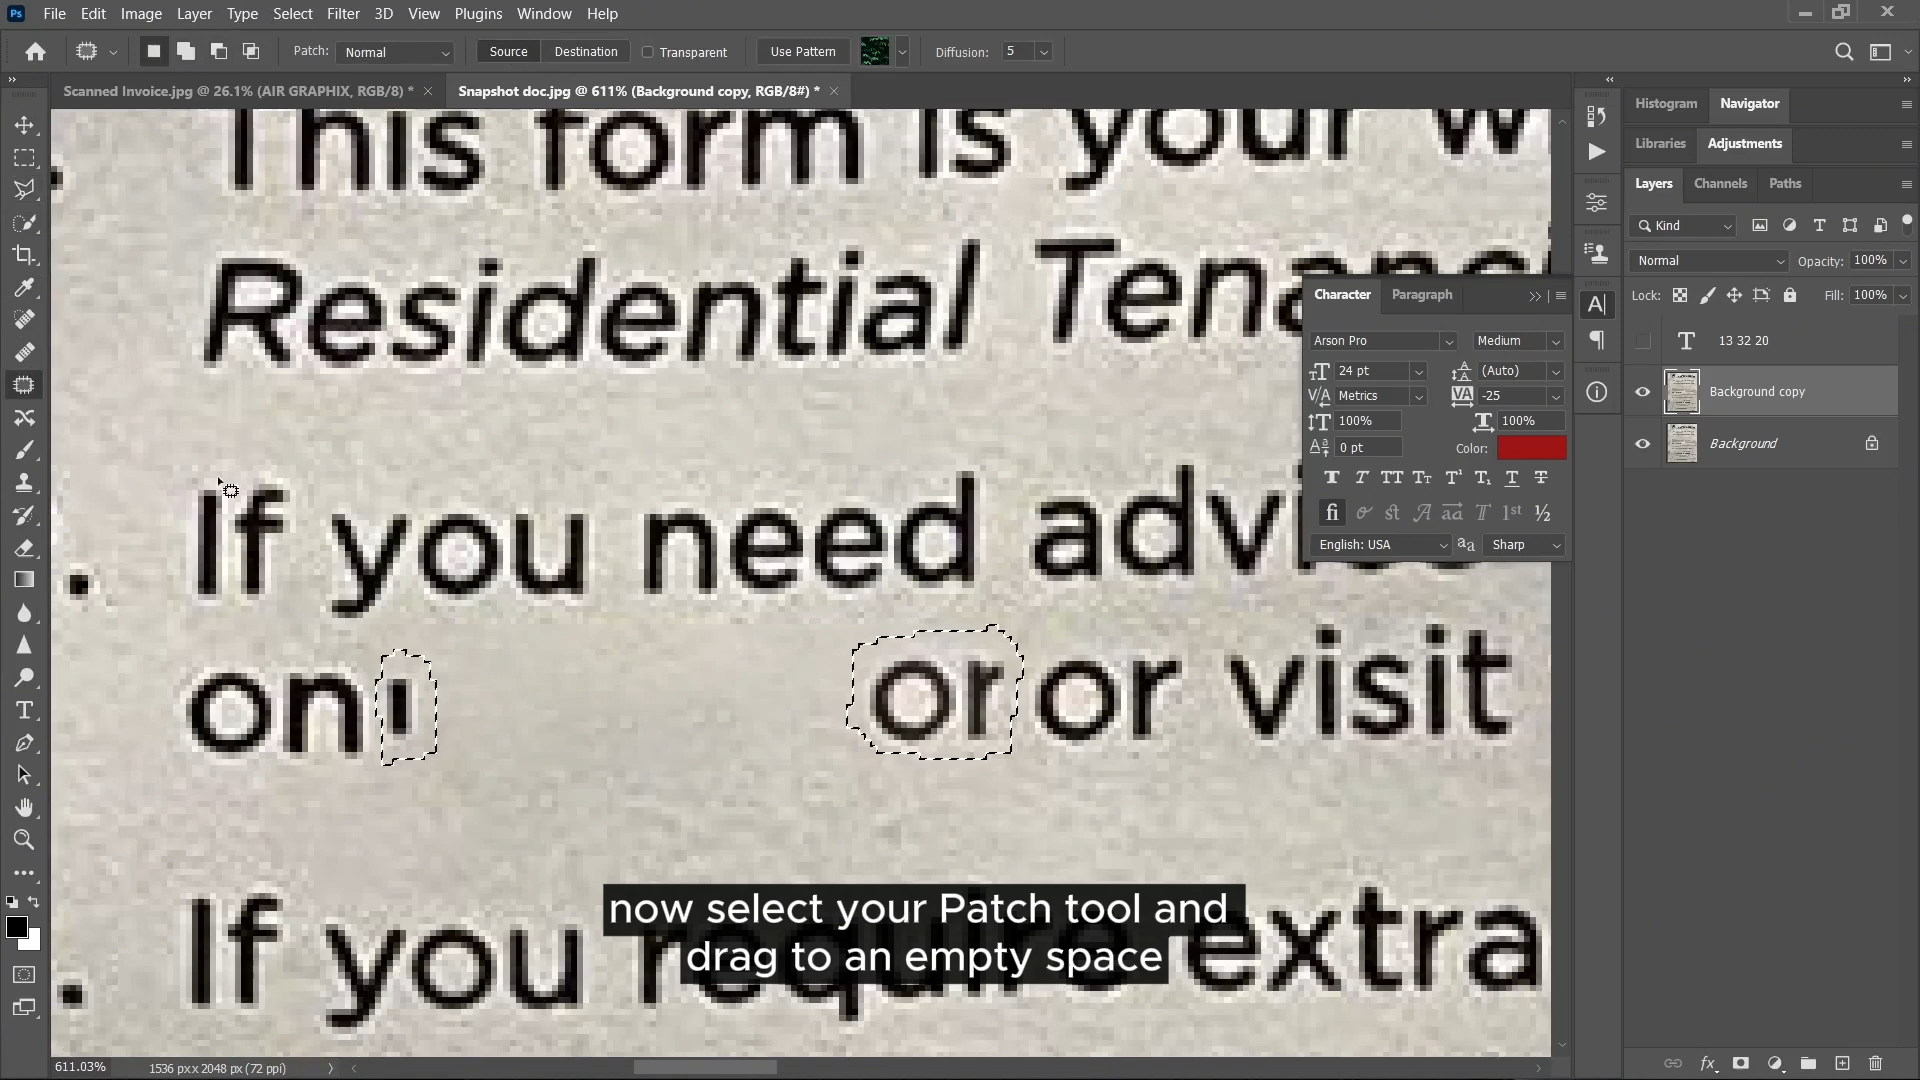 File Edit Image Layer Type Select Filter 3D View Plugins Window Help
Patch: Normal Source Destination Transparent Use Pattern Diffusion: 5
Scanned Invoice.jpg @ 26.1% (AIR GRAPHIX, RGB/8) *
Snapshot doc.jpg @ 611% (Background copy, RGB/8#) *
This form is your w
Residential Tenanc
If you need advi
on or or visit
If you require extra
now select your Patch tool and
drag to an empty space
Character Paragraph
Arson Pro Medium
24 pt (Auto)
Metrics -25
100% 100%
0 pt Color:
English: USA Sharp
Histogram Navigator
Libraries Adjustments
Layers Channels Paths
Kind
Normal Opacity: 100%
Lock: Fill: 100%
13 32 20
Background copy
Background
611.03% 1536 px x 2048 px (72 ppi)